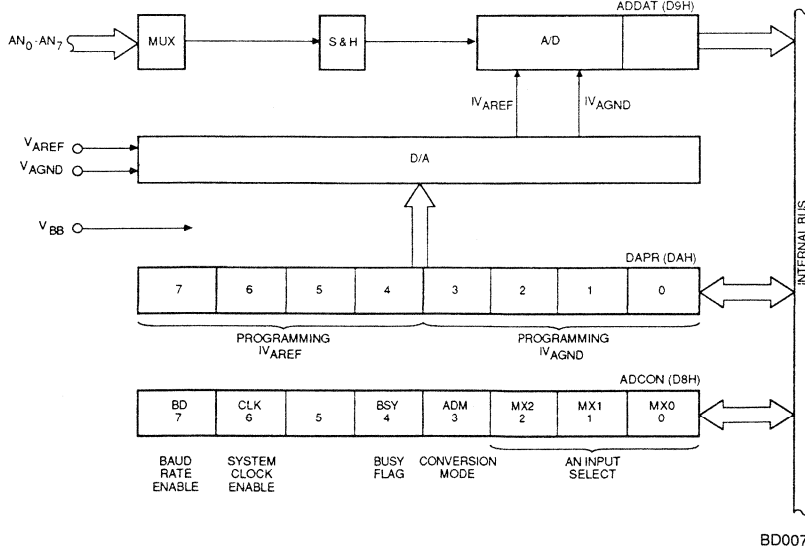 ADDAT (D9H)
AN0-AN7
MUX
S & H
A/D
IVAREF
IVAGND
VAREF
VAGND
D/A
VBB
INTERNAL BUS
DAPR (DAH)
7 6 5 4 3 2 1 0
PROGRAMMING
IVAREF
PROGRAMMING
IVAGND
ADCON (D8H)
BD CLK BSY ADM MX2 MX1 MX0
7 6 5 4 3 2 1 0
BAUD
RATE
ENABLE
SYSTEM
CLOCK
ENABLE
BUSY
FLAG
CONVERSION
MODE
AN INPUT
SELECT
BD007